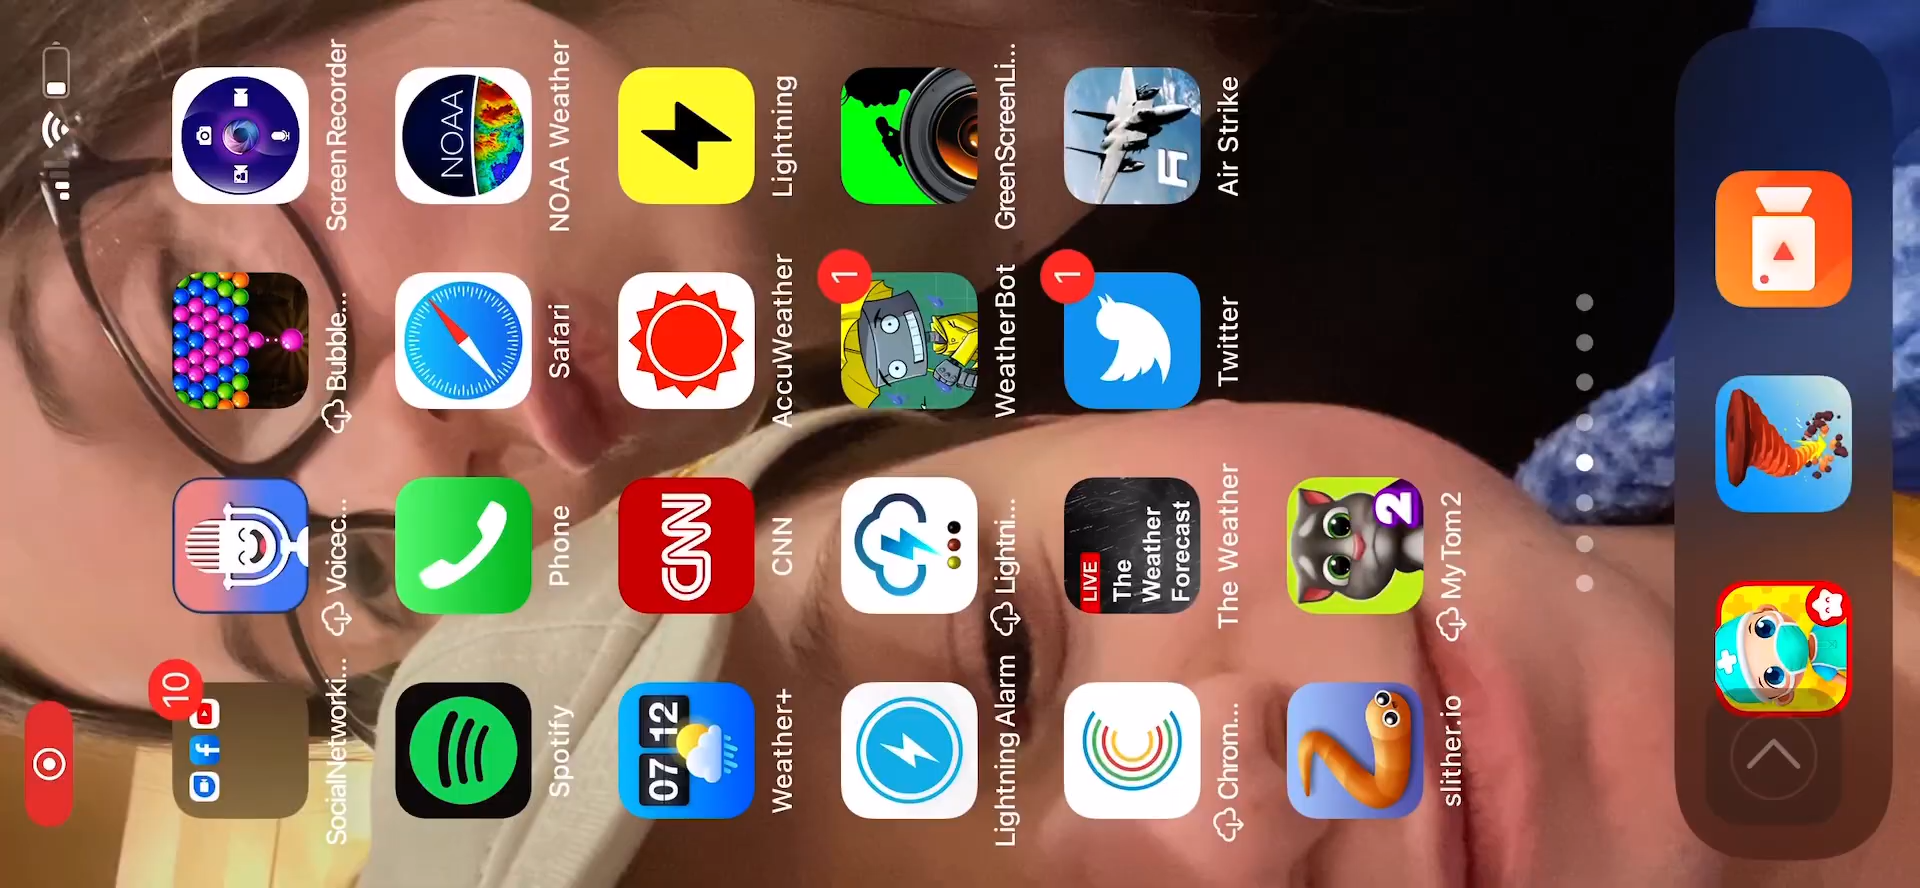 10
Social Networki...
Voicec...
Bubble...
Screen Recorder
Spotify
Phone
Safari
NOAA
NOAA Weather
07 12
Weather+
CNN
CNN
AccuWeather
Lightning
Lightning Alarm
Lightni...
1
WeatherBot
GreenScreenLi...
Chrom...
LIVE
The
Weather
Forecast
The Weather
1
Twitter
Air Strike
slither.io
2
My Tom 2